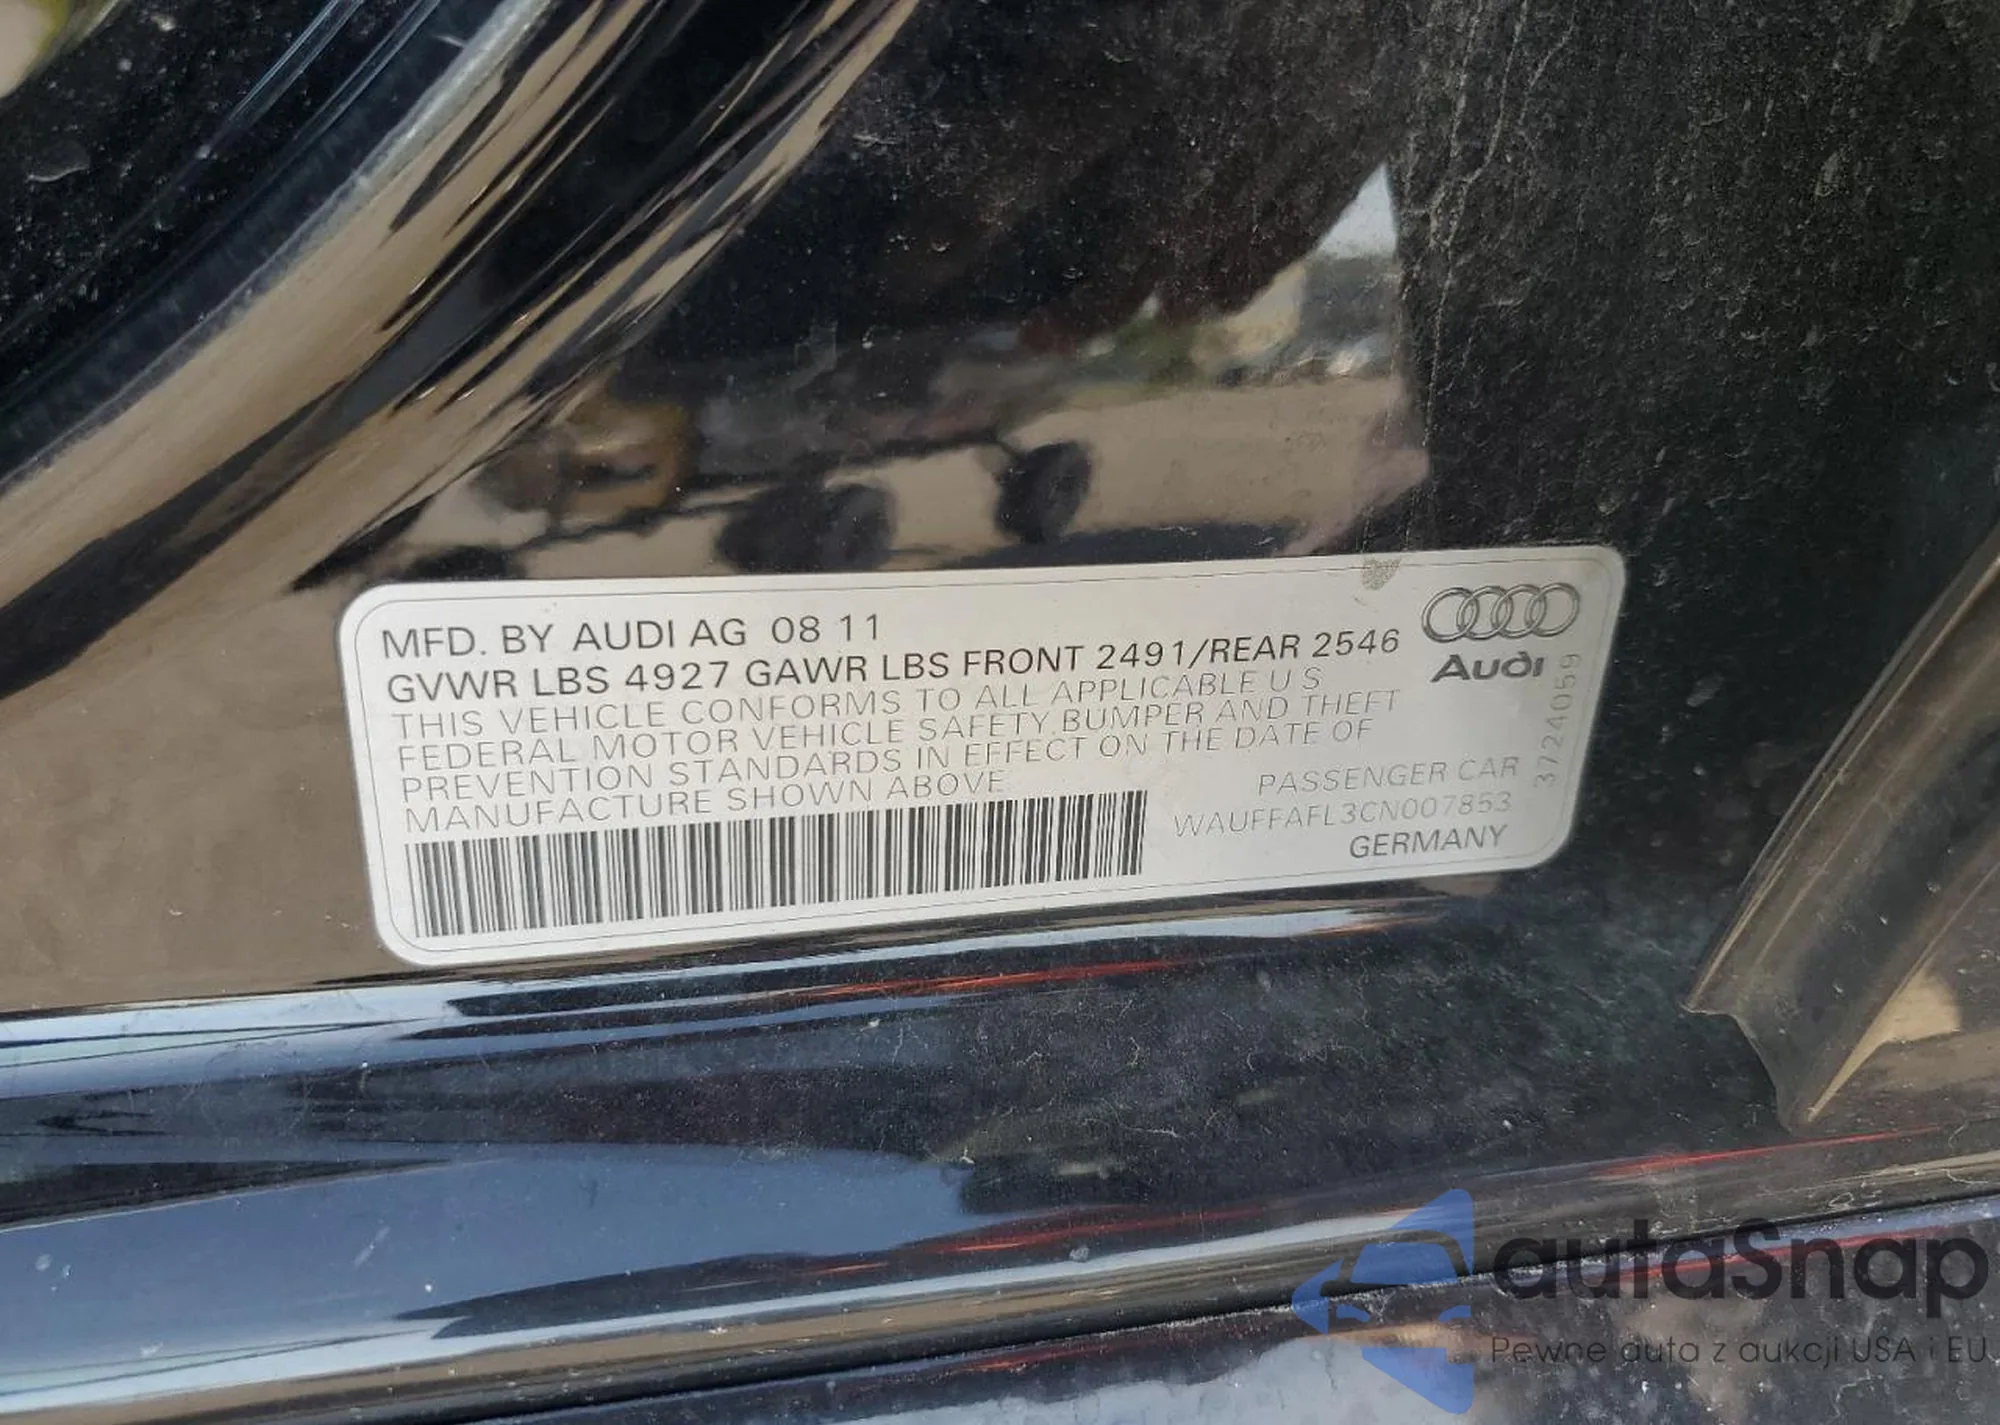 MFD. BY AUDI AG 08 11
GVWR LBS 4927 GAWR LBS FRONT 2491/REAR 2546
THIS VEHICLE CONFORMS TO ALL APPLICABLE U S
FEDERAL MOTOR VEHICLE SAFETY BUMPER AND THEFT
PREVENTION STANDARDS IN EFFECT ON THE DATE OF
MANUFACTURE SHOWN ABOVE
Audi
3724059
PASSENGER CAR
WAUFFAFL3CN007853
GERMANY
autaSnap
Pewne auta z aukcji USA i EU